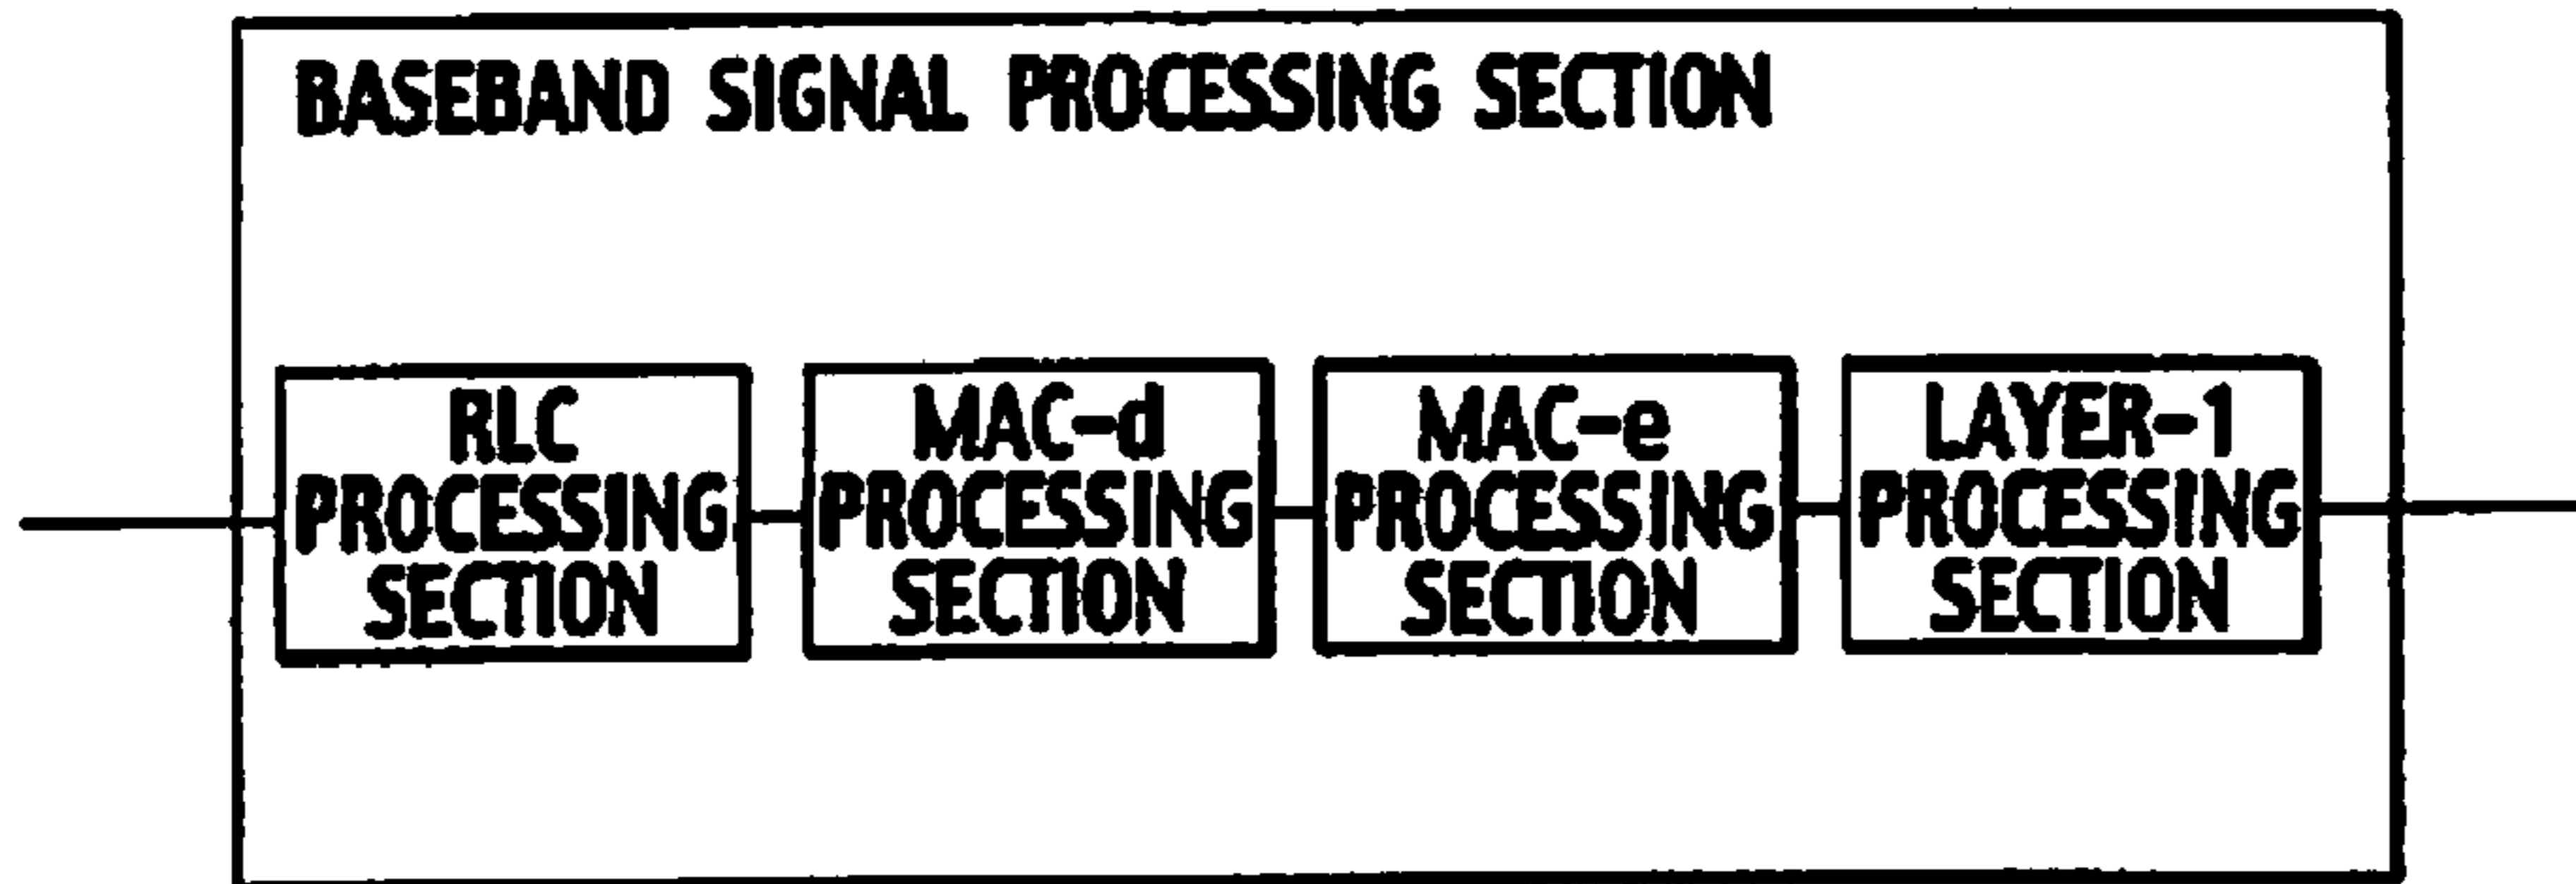 BASEBAND SIGNAL PROCESSING SECTION
RLC
PROCESSING
SECTION
MAC-d
PROCESSING
SECTION
MAC-e
PROCESSING
SECTION
LAYER-1
PROCESSING
SECTION